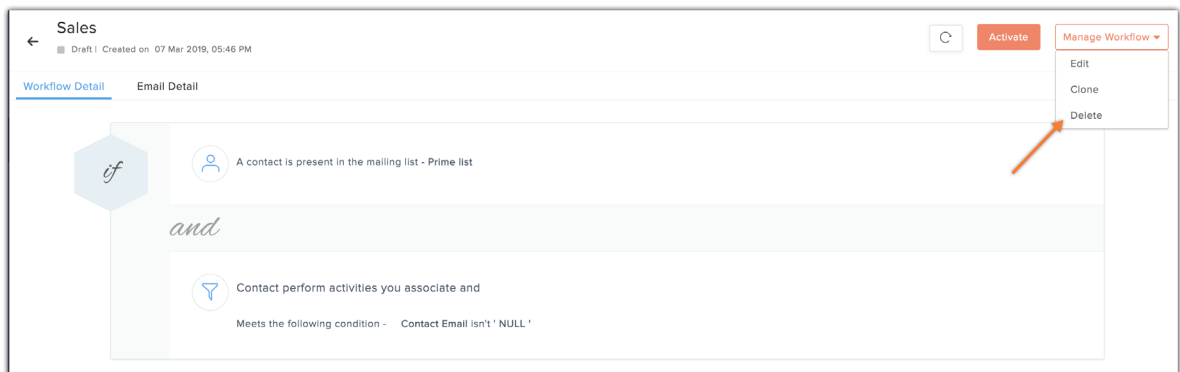 Sales
Draft | Created on 07 Mar 2019, 05:46 PM
Activate
Manage Workflow
Edit
Clone
Delete
Workflow Detail Email Detail
if
A contact is present in the mailing list - Prime list
and
Contact perform activities you associate and
Meets the following condition - Contact Email isn't ' NULL '